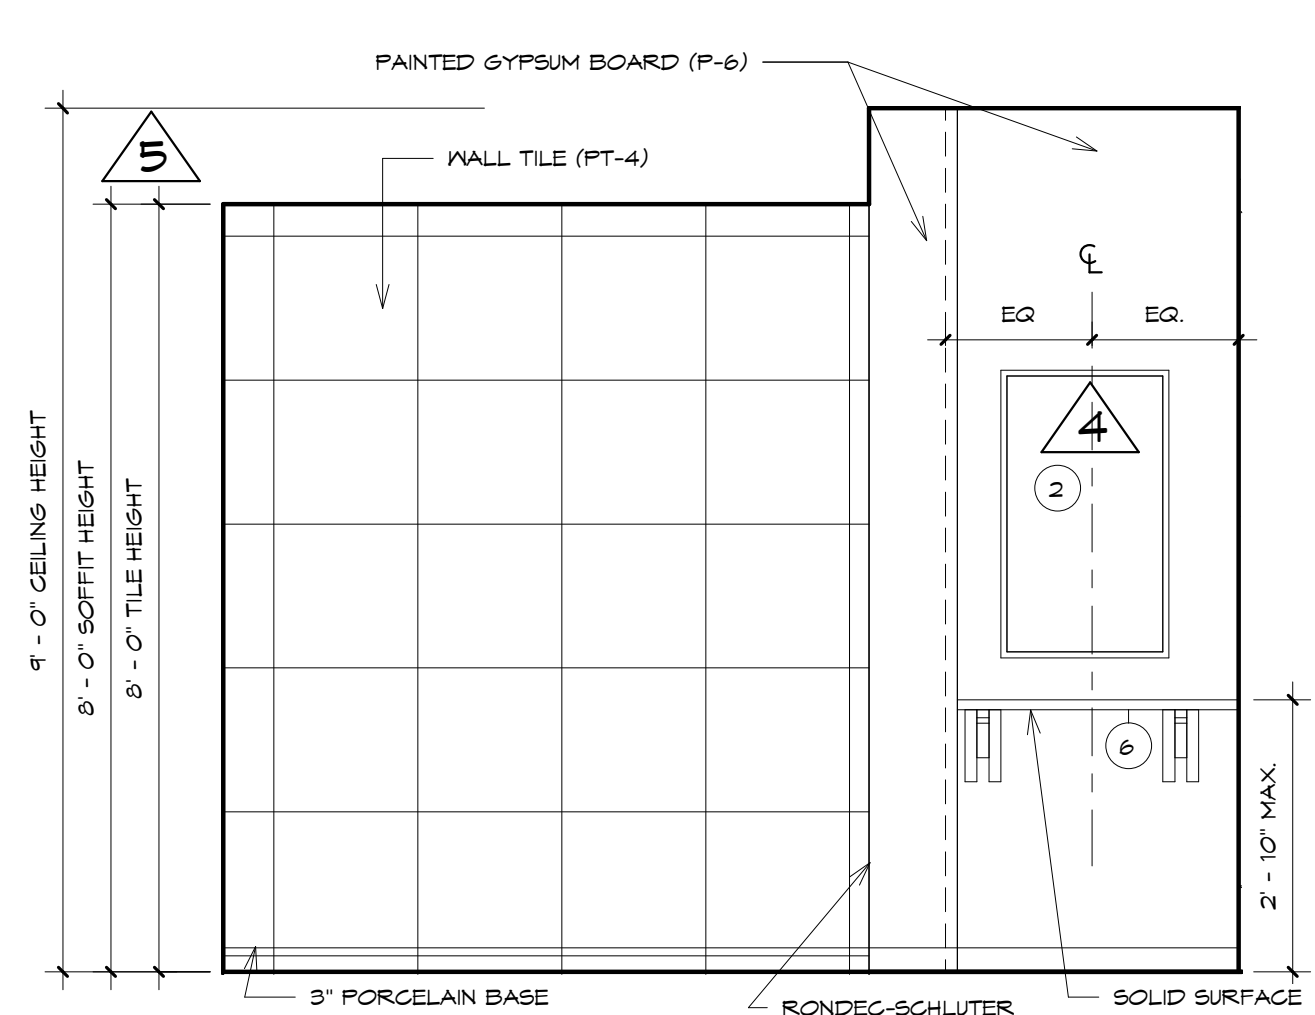 PAINTED GYPSUM BOARD (P-6)
5
WALL TILE (PT-4)
CL
EQ
EQ.
4
2
9' - 0" CEILING HEIGHT
8' - 0" SOFFIT HEIGHT
8' - 0" TILE HEIGHT
6
2' - 10" MAX.
3" PORCELAIN BASE
RONDEC-SCHLUTER
SOLID SURFACE